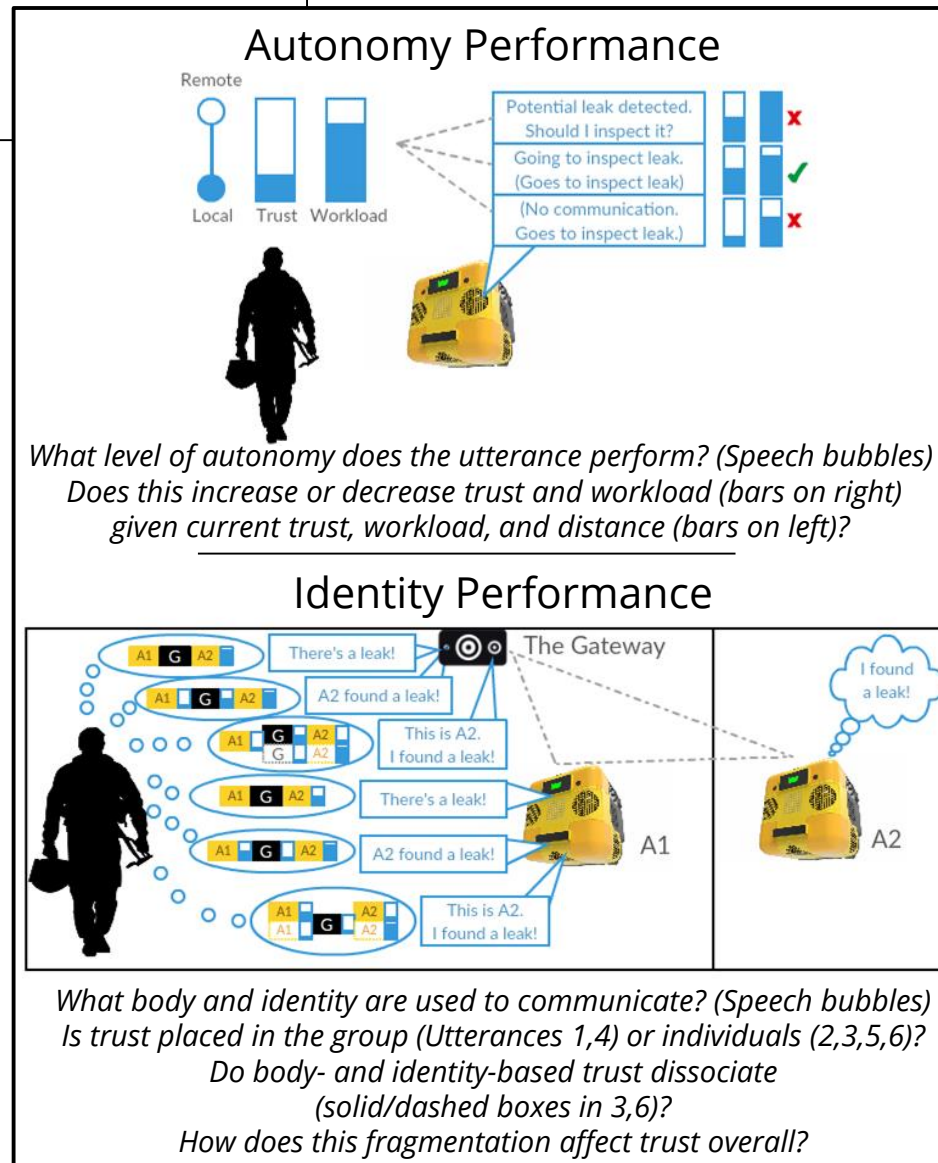 Autonomy Performance
Remote
Local
Trust
Workload
Potential leak detected.
Should I inspect it?
Going to inspect leak.
(Goes to inspect leak)
(No communication.
Goes to inspect leak.)
What level of autonomy does the utterance perform? (Speech bubbles)
Does this increase or decrease trust and workload (bars on right)
given current trust, workload, and distance (bars on left)?
Identity Performance
A1 G A2
There's a leak!
The Gateway
I found
a leak!
A1 G A2
A2 found a leak!
A1 G A2
G A2
This is A2.
I found a leak!
A1 G A2
There's a leak!
A1 G A2
A2 found a leak!
A1
A2
A1 G A2
A1 A2
This is A2.
I found a leak!
What body and identity are used to communicate? (Speech bubbles)
Is trust placed in the group (Utterances 1,4) or individuals (2,3,5,6)?
Do body- and identity-based trust dissociate
(solid/dashed boxes in 3,6)?
How does this fragmentation affect trust overall?